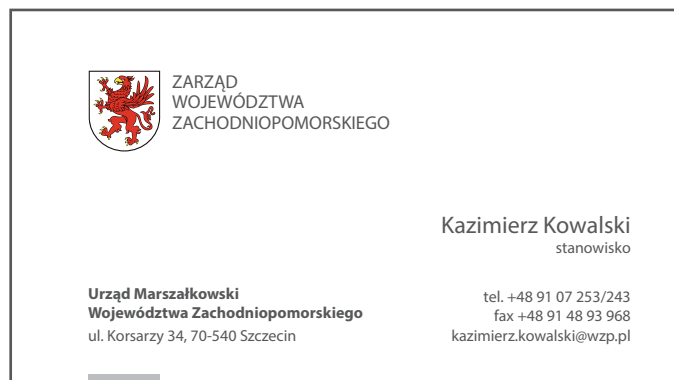 ZARZĄD
WOJEWÓDZTWA
ZACHODNIOPOMORSKIEGO
Kazimierz Kowalski
stanowisko
Urząd Marszałkowski
Województwa Zachodniopomorskiego
ul. Korsarzy 34, 70-540 Szczecin
tel. +48 91 07 253/243
fax +48 91 48 93 968
kazimierz.kowalski@wzp.pl